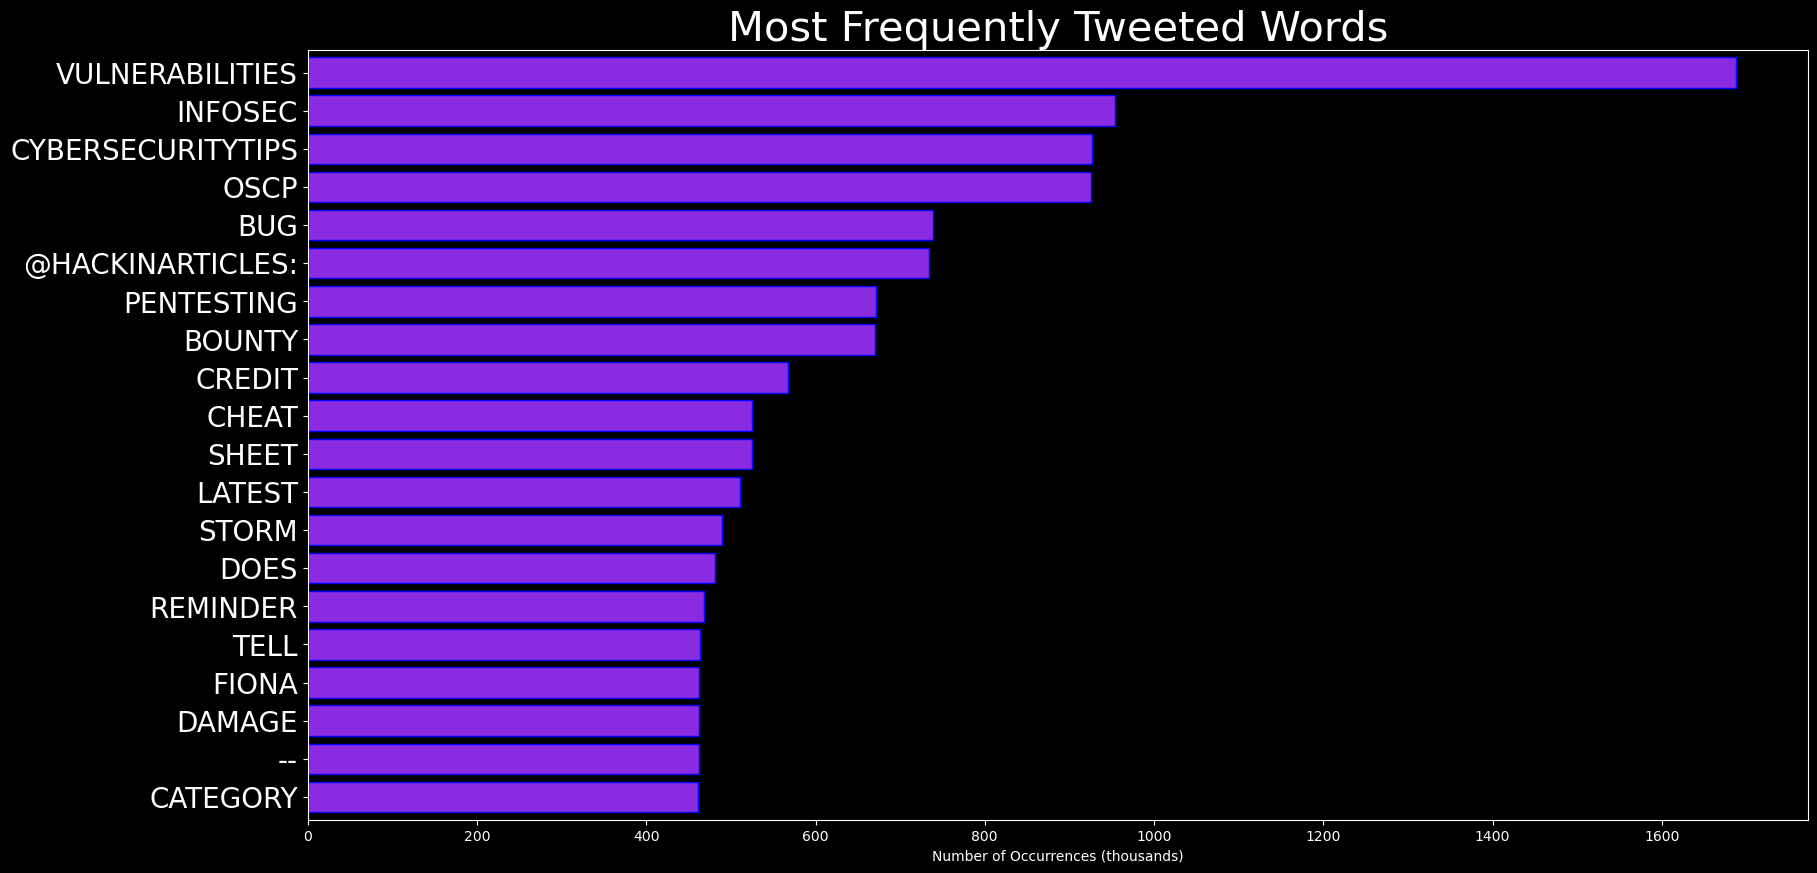 Most Frequently Tweeted Words
VULNERABILITIES
INFOSEC
CYBERSECURITYTIPS
OSCP
BUG
@HACKINARTICLES:
PENTESTING
BOUNTY
CREDIT
CHEAT
SHEET
LATEST
STORM
DOES
REMINDER
TELL
FIONA
DAMAGE
--
CATEGORY
0 200 400 600 800 1000 1200 1400 1600
Number of Occurrences (thousands)